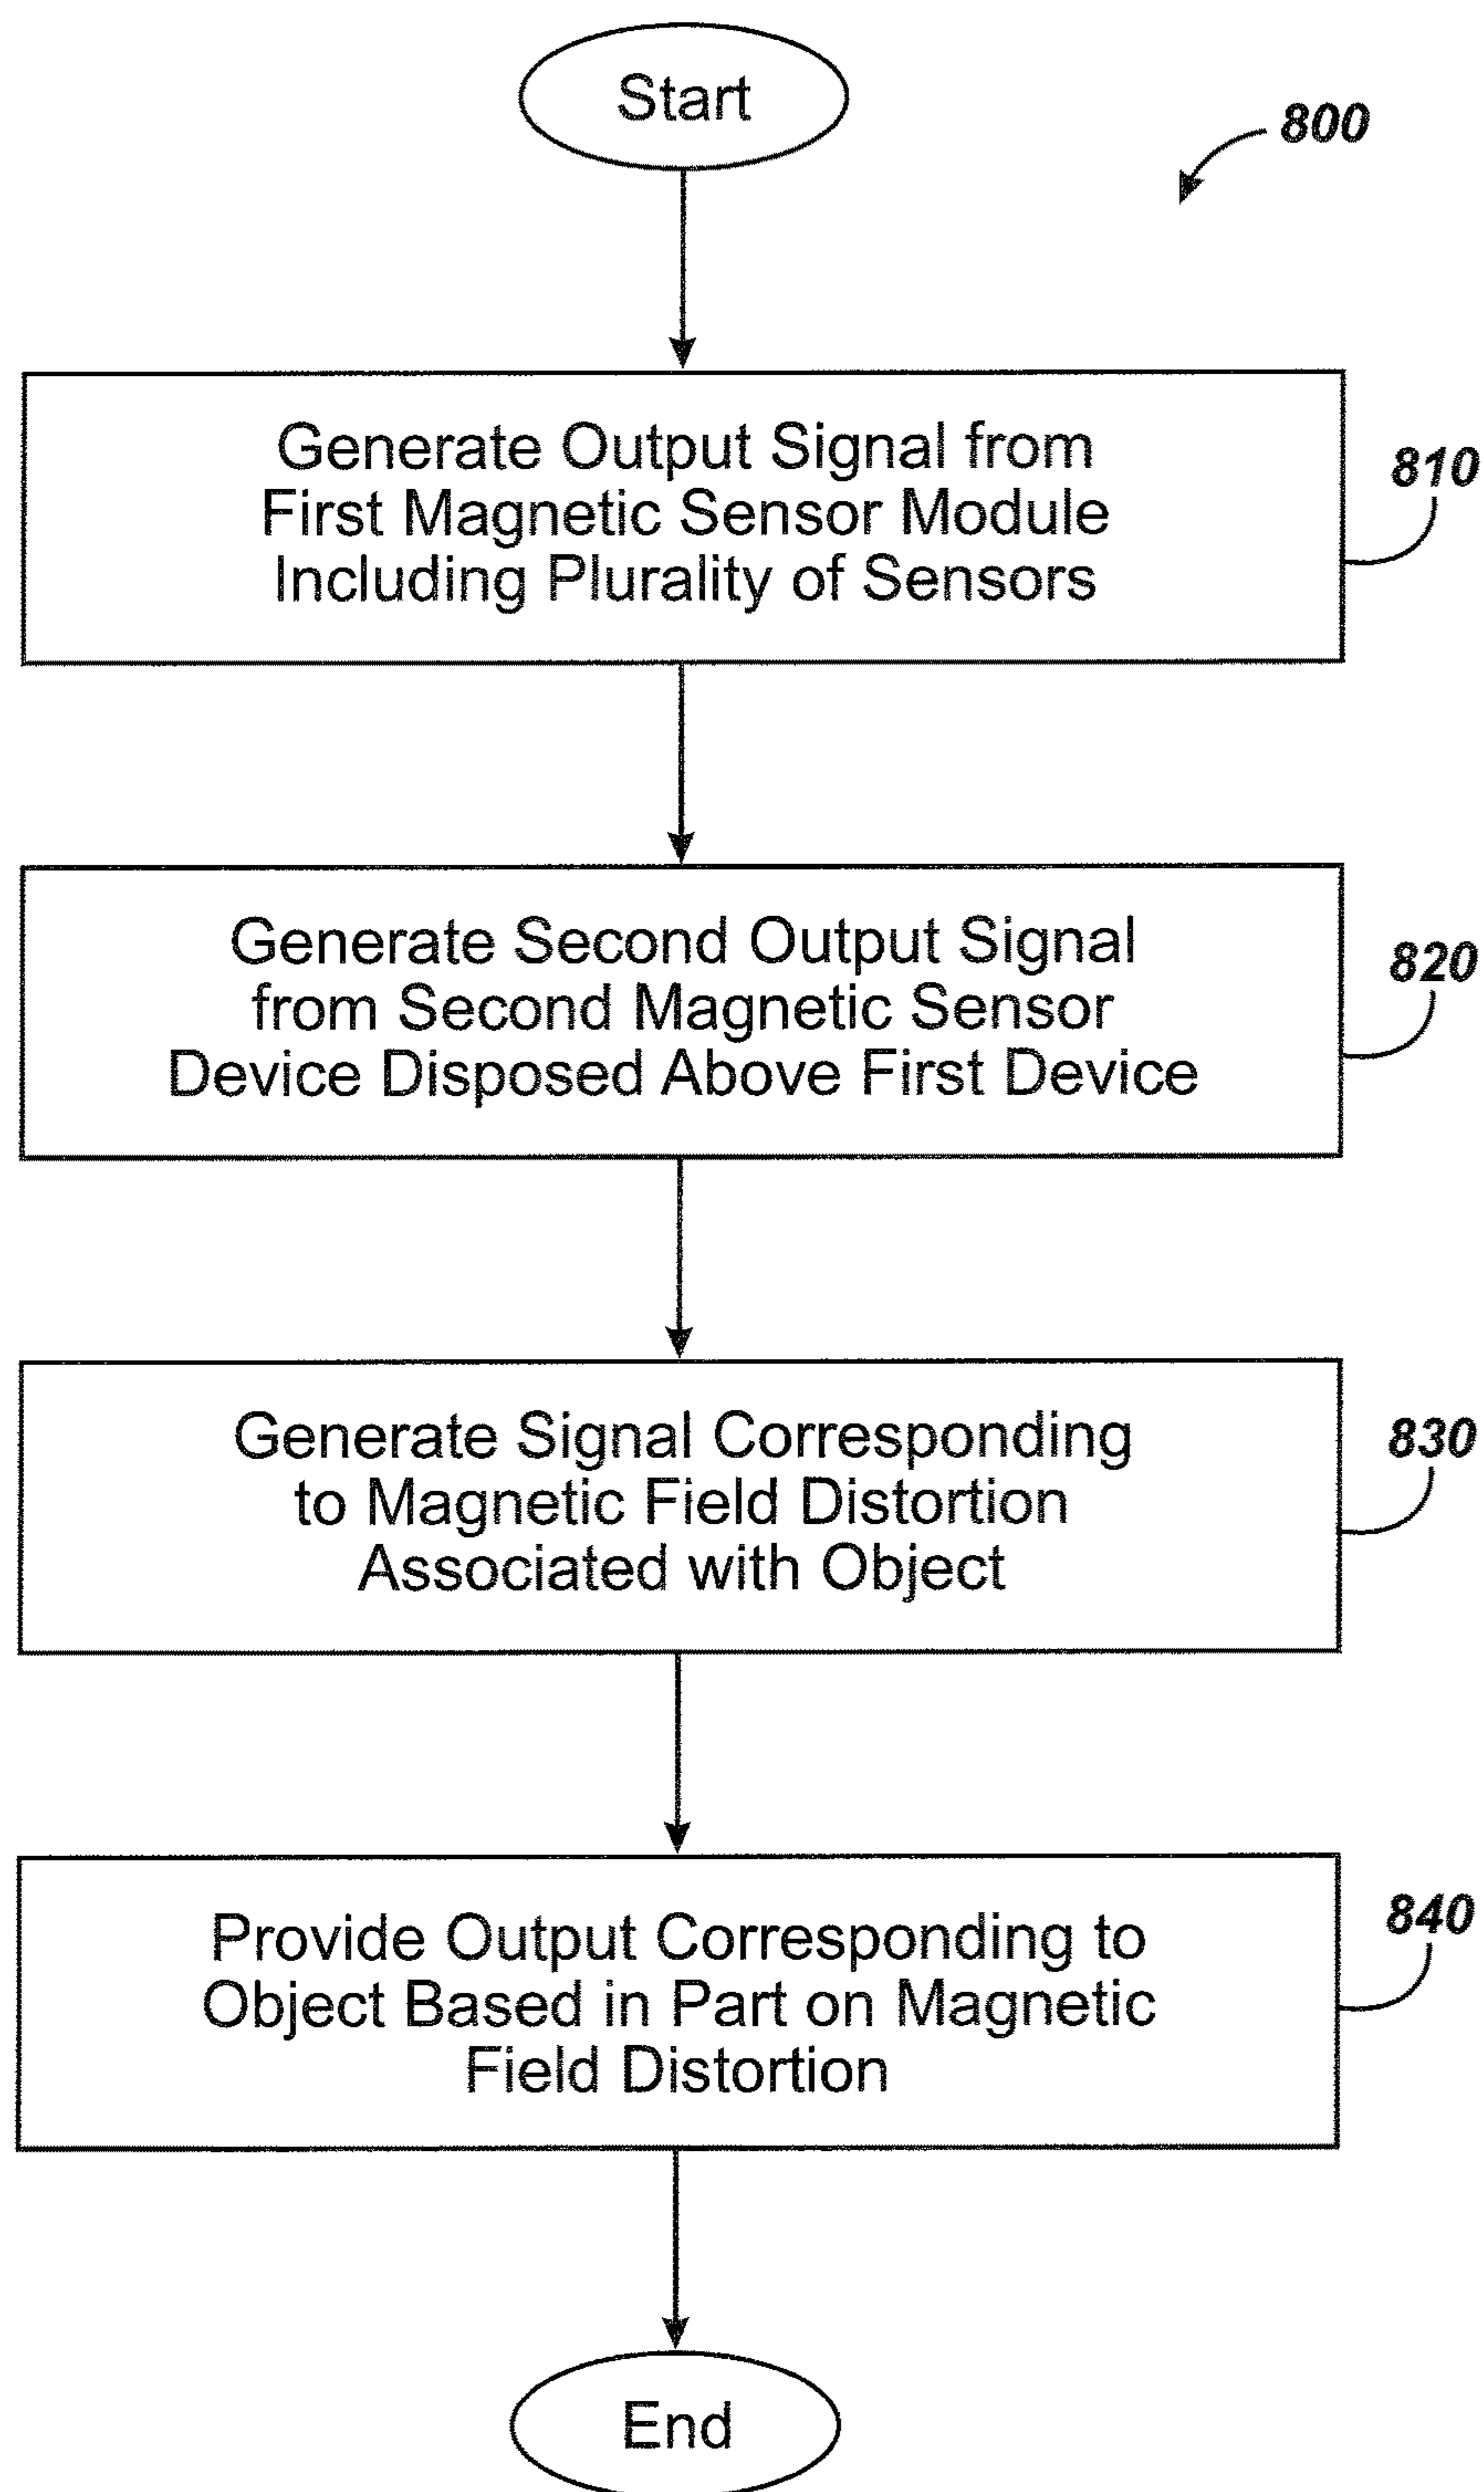 Start
800
Generate Output Signal from
First Magnetic Sensor Module
Including Plurality of Sensors
810
Generate Second Output Signal
from Second Magnetic Sensor
Device Disposed Above First Device
820
Generate Signal Corresponding
to Magnetic Field Distortion
Associated with Object
830
Provide Output Corresponding to
Object Based in Part on Magnetic
Field Distortion
840
End